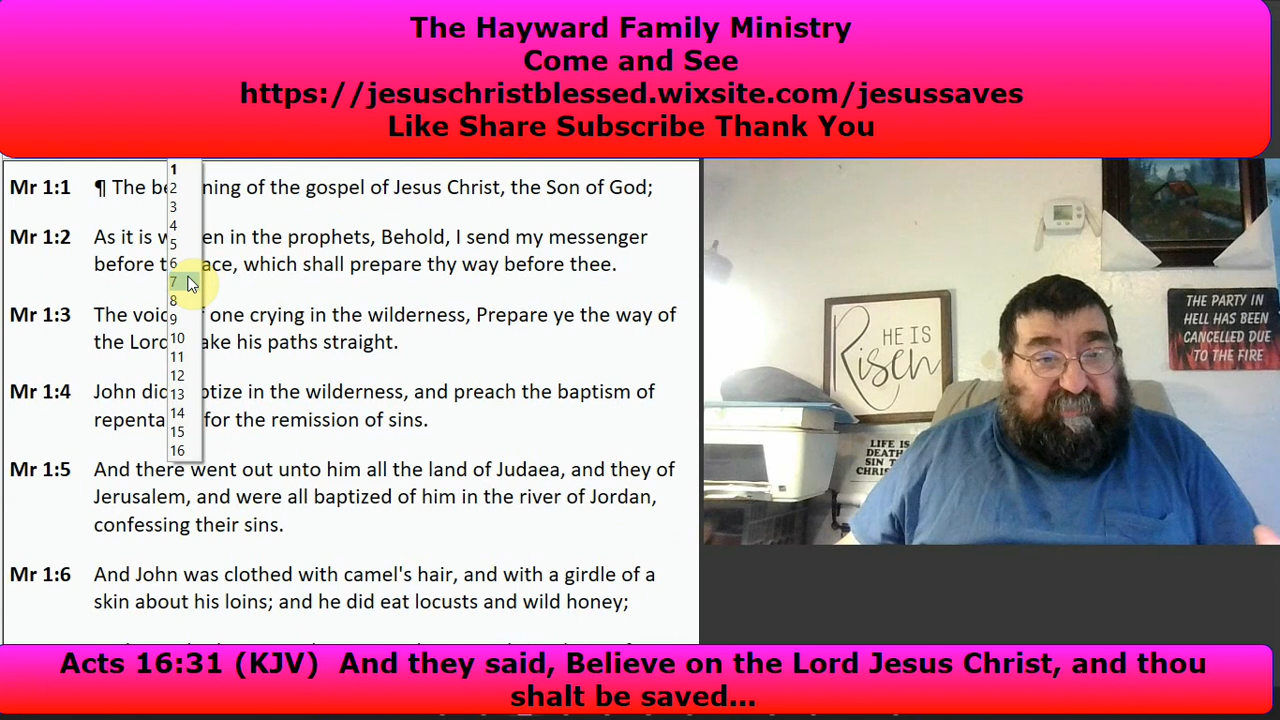 The Hayward Family Ministry
Come and See
https://jesuschristblessed.wixsite.com/jesussaves
Like Share Subscribe Thank You
Mr 1:1 ¶ The be ning of the gospel of Jesus Christ, the Son of God;
Mr 1:2 As it is w en in the prophets, Behold, I send my messenger
before t ace, which shall prepare thy way before thee.
Mr 1:3 The voic f one crying in the wilderness, Prepare ye the way of
the Lord ake his paths straight.
Mr 1:4 John did ptize in the wilderness, and preach the baptism of
repenta for the remission of sins.
Mr 1:5 And there went out unto him all the land of Judaea, and they of
Jerusalem, and were all baptized of him in the river of Jordan,
confessing their sins.
Mr 1:6 And John was clothed with camel's hair, and with a girdle of a
skin about his loins; and he did eat locusts and wild honey;
1
2
3
4
5
6
7
8
9
10
11
12
13
14
15
16
HE IS
Risen
THE PARTY IN
HELL HAS BEEN
CANCELLED DUE
TO THE FIRE
LIFE IS
DEATH
SIN T
CHRIS
Acts 16:31 (KJV) And they said, Believe on the Lord Jesus Christ, and thou
shalt be saved...